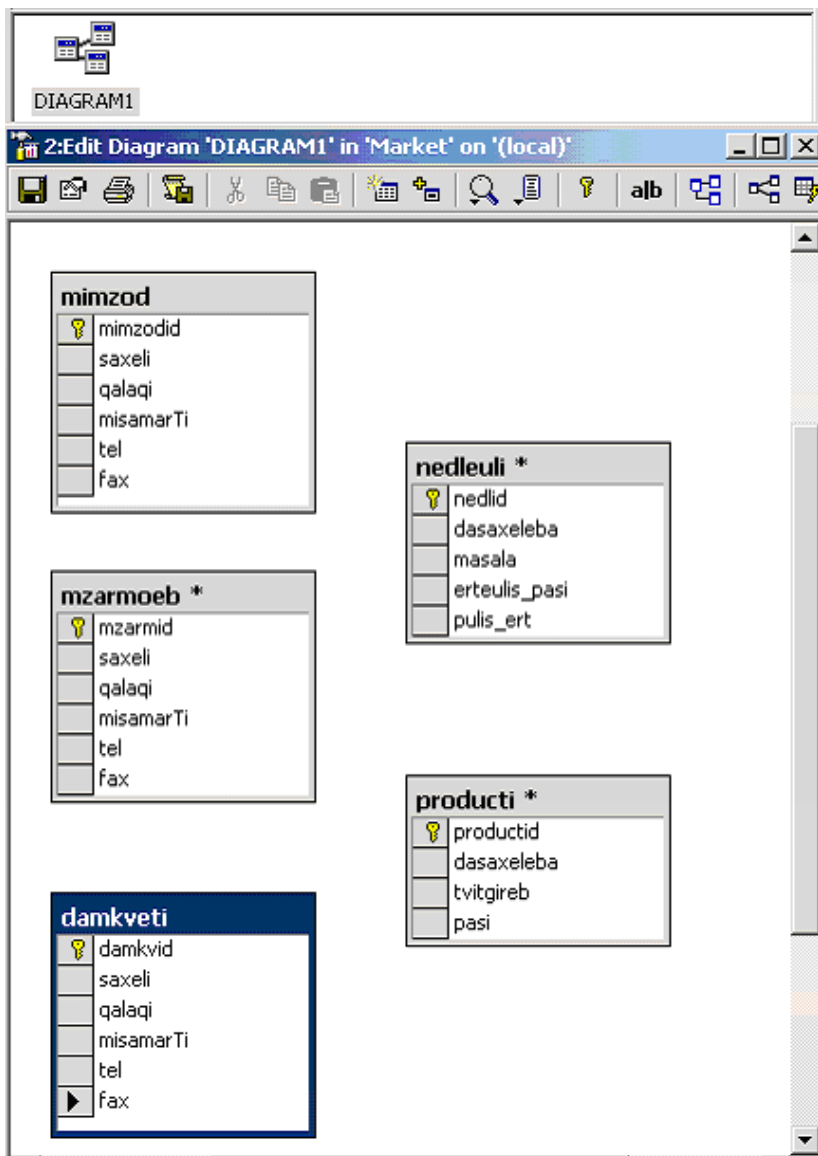 DIAGRAM1
2:Edit Diagram 'DIAGRAM1' in 'Market' on '(local)'
a|b
mimzod
mimzodid
saxeli
qalaqi
misamarTi
tel
fax
mzarmoeb *
mzarmid
saxeli
qalaqi
misamarTi
tel
fax
damkveti
damkvid
saxeli
qalaqi
misamarTi
tel
fax
nedleuli *
nedlid
dasaxeleba
masala
erteulis_pasi
pulis_ert
producti *
productid
dasaxeleba
tvitgireb
pasi